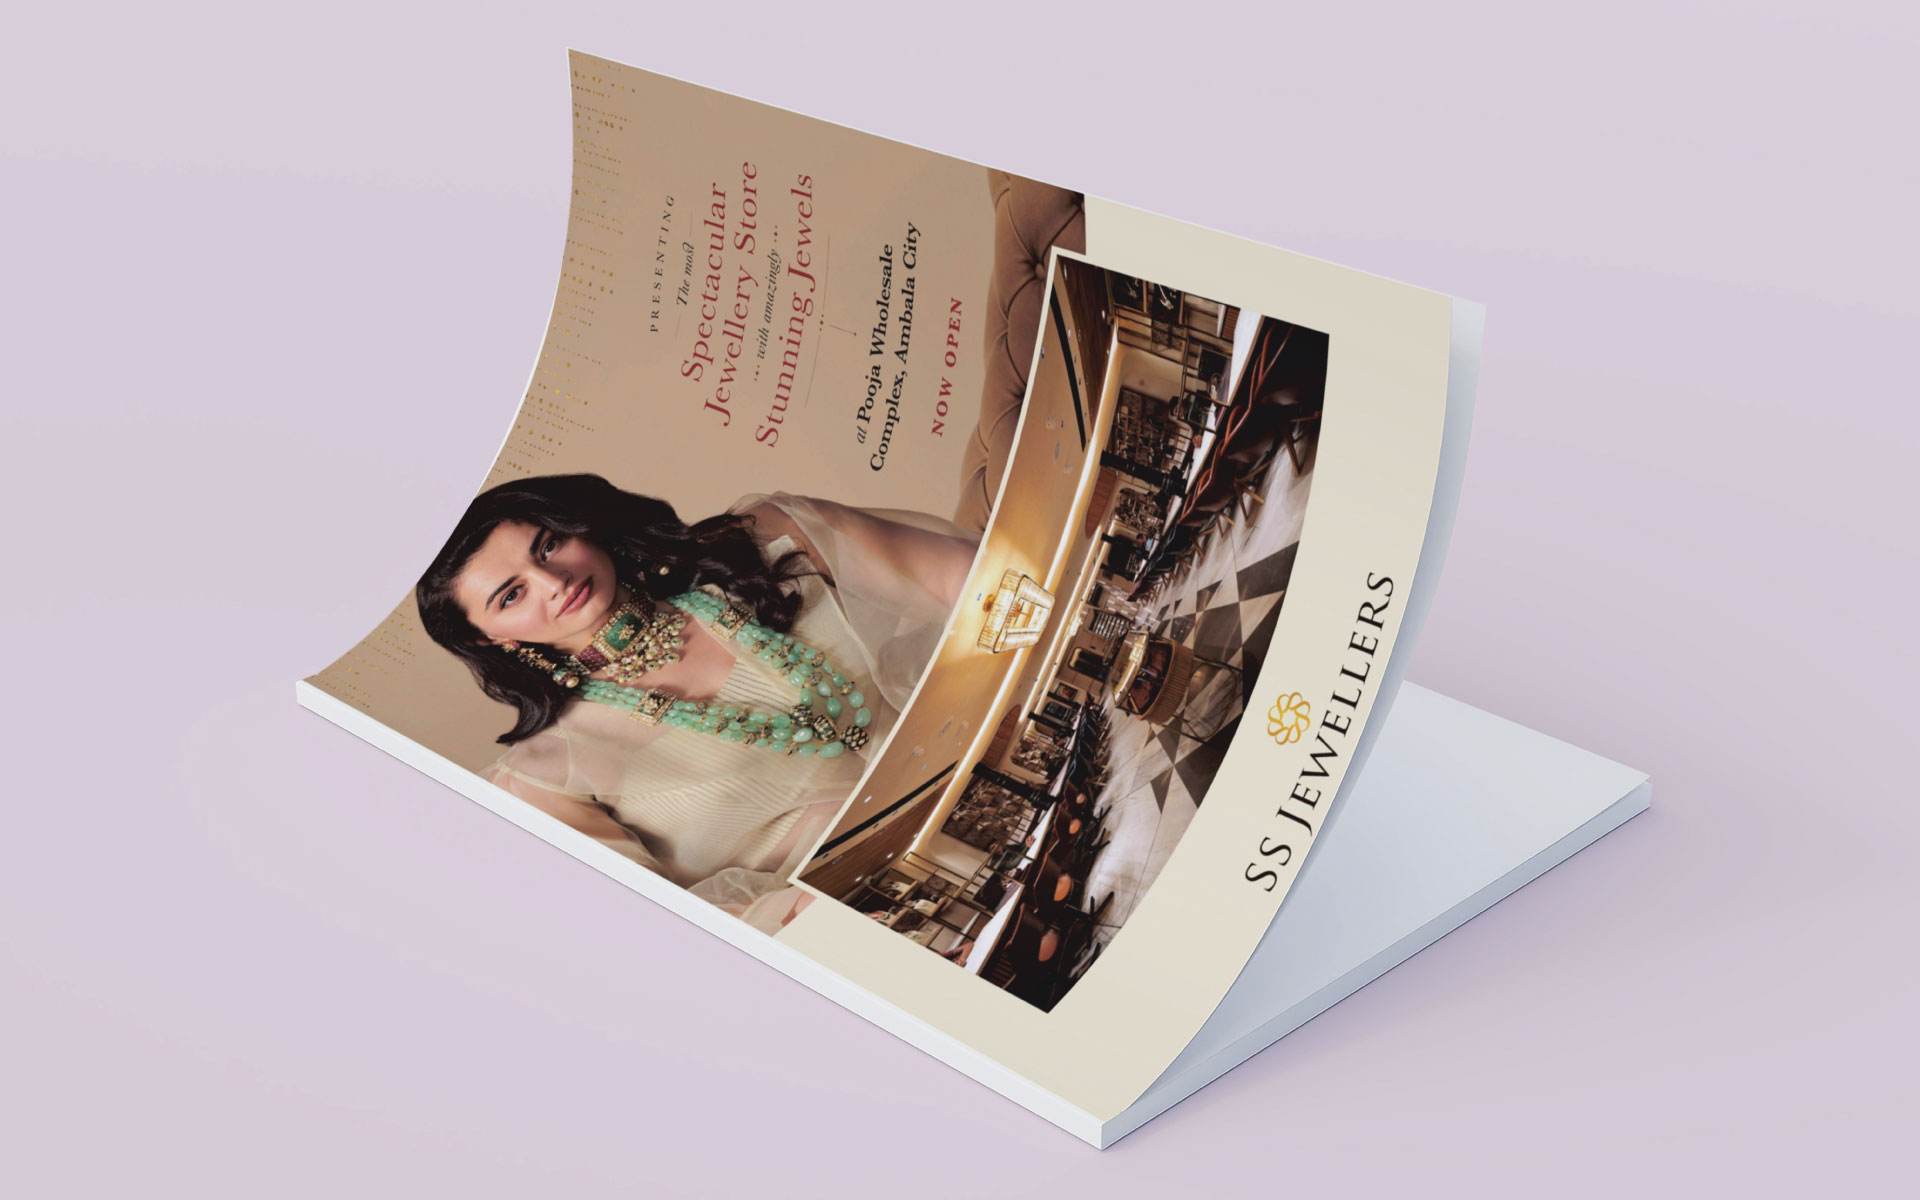 PRESENTING
The most
Spectacular
Jewellery Store
with amazingly
Stunning Jewels
at Pooja Wholesale
Complex, Ambala City
NOW OPEN
SS JEWELLERS